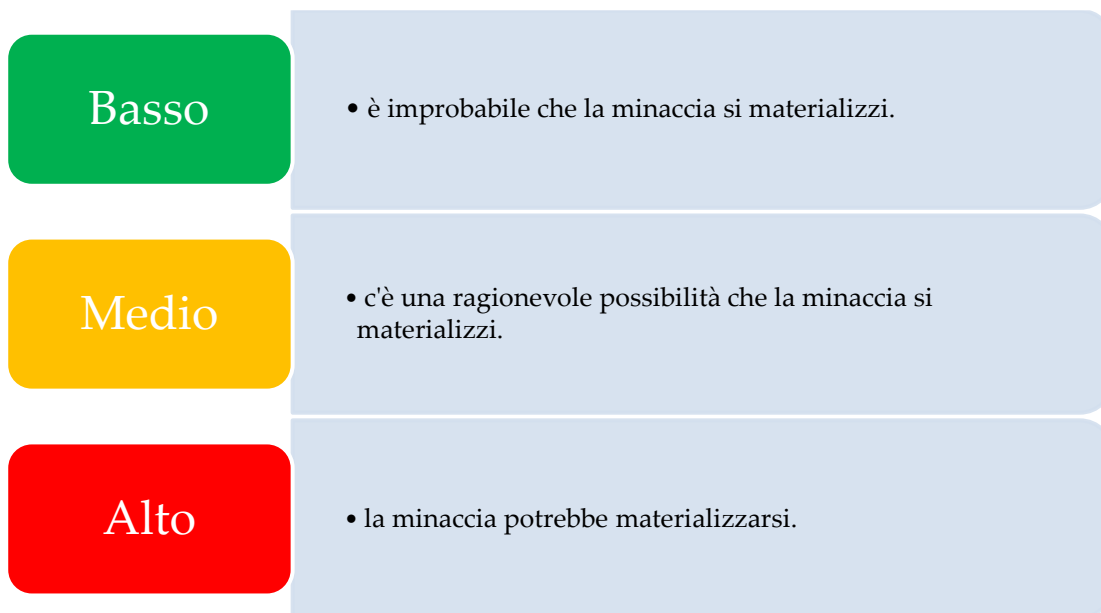 Basso
• è improbabile che la minaccia si materializzi.
Medio
• c'è una ragionevole possibilità che la minaccia si
materializzi.
Alto
• la minaccia potrebbe materializzarsi.